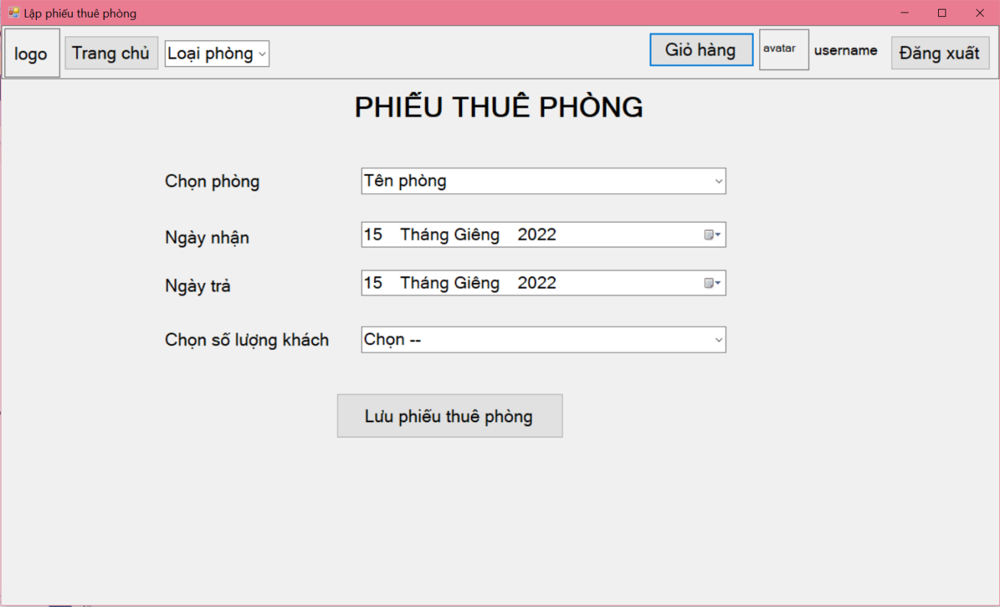 Lập phiếu thuê phòng
logo Trang chủ Loại phòng Giỏ hàng avatar username Đăng xuất
PHIẾU THUÊ PHÒNG
Chọn phòng Tên phòng
Ngày nhận 15 Tháng Giêng 2022
Ngày trả 15 Tháng Giêng 2022
Chọn số lượng khách Chọn --
Lưu phiếu thuê phòng